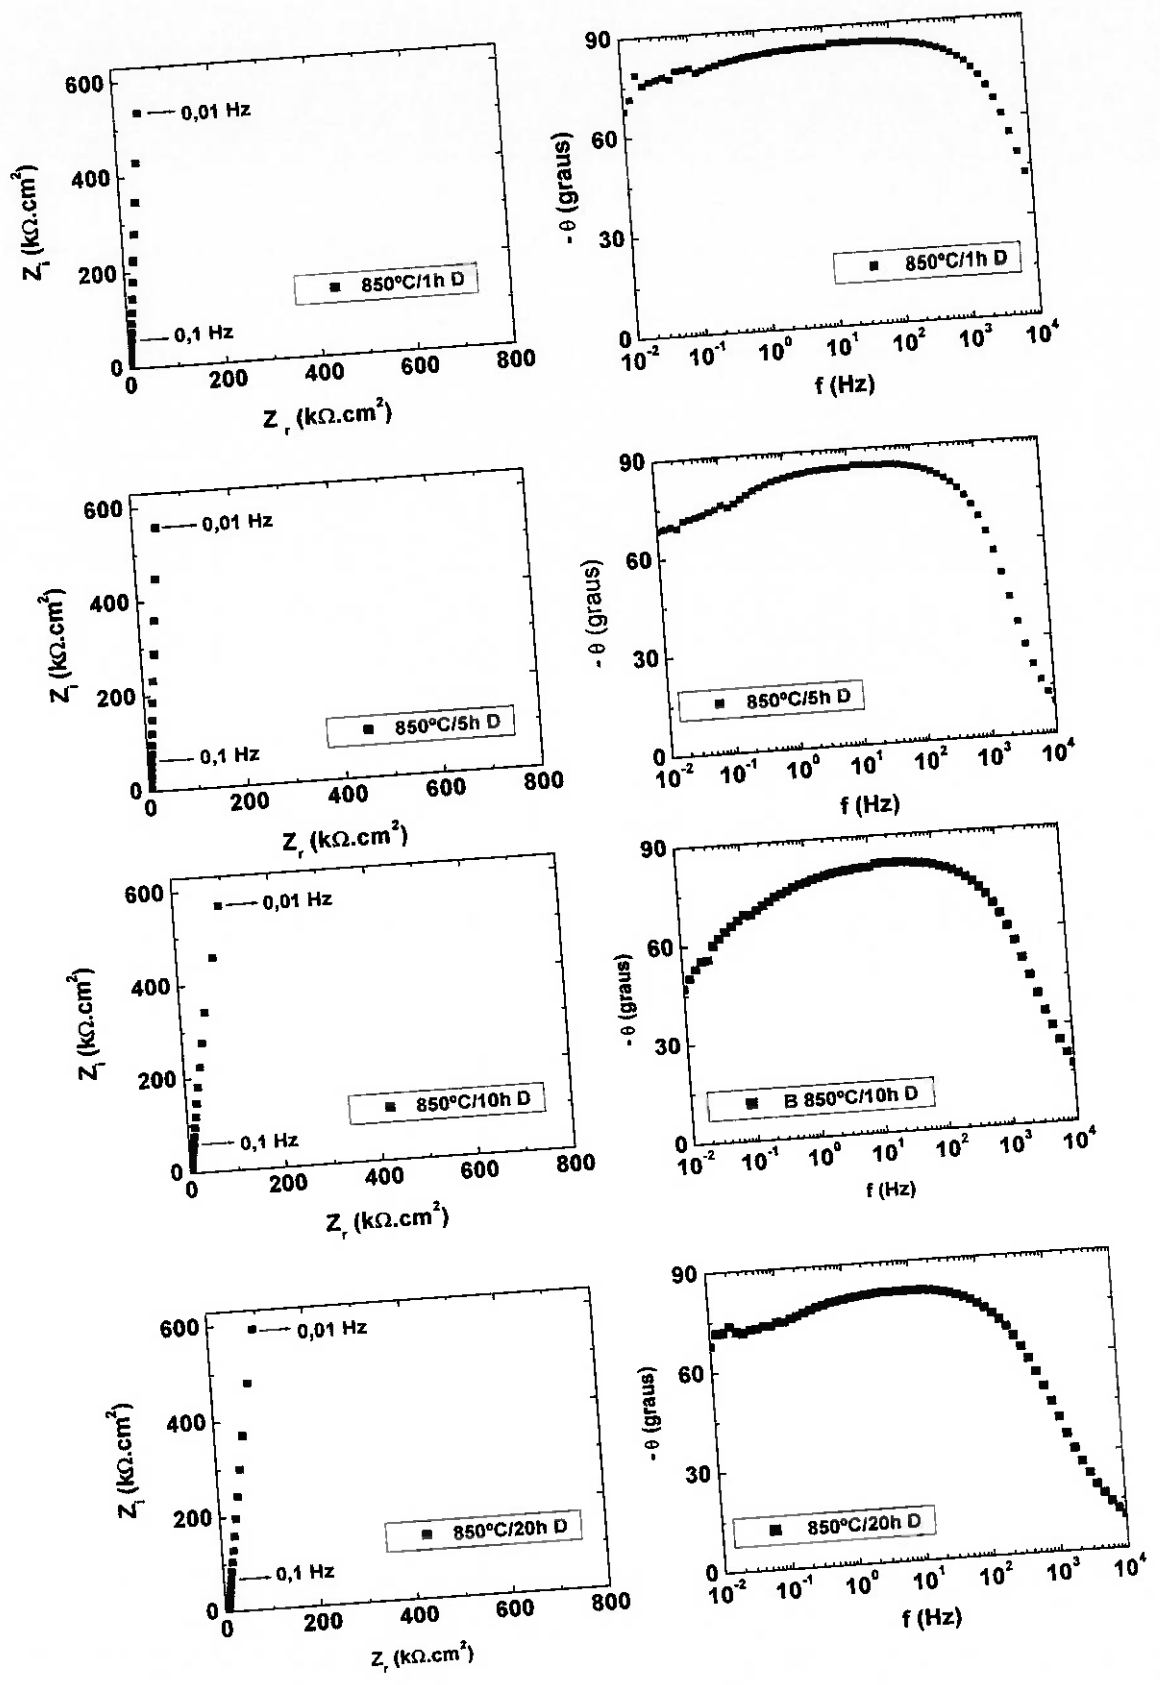 600
400
200
0
0 200 400 600 800
Zi (kΩ.cm²)
Zr (kΩ.cm²)
0,01 Hz
0,1 Hz
850ºC/1h D
90
60
30
0
10⁻² 10⁻¹ 10⁰ 10¹ 10² 10³ 10⁴
- θ (graus)
f (Hz)
850ºC/1h D
600
400
200
0
0 200 400 600 800
Zi (kΩ.cm²)
Zr (kΩ.cm²)
0,01 Hz
0,1 Hz
850ºC/5h D
90
60
30
0
10⁻² 10⁻¹ 10⁰ 10¹ 10² 10³ 10⁴
- θ (graus)
f (Hz)
850ºC/5h D
600
400
200
0
0 200 400 600 800
Zi (kΩ.cm²)
Zr (kΩ.cm²)
0,01 Hz
0,1 Hz
850ºC/10h D
90
60
30
0
10⁻² 10⁻¹ 10⁰ 10¹ 10² 10³ 10⁴
- θ (graus)
f (Hz)
B 850ºC/10h D
600
400
200
0
0 200 400 600 800
Zi (kΩ.cm²)
Zr (kΩ.cm²)
0,01 Hz
0,1 Hz
850ºC/20h D
90
60
30
0
10⁻² 10⁻¹ 10⁰ 10¹ 10² 10³ 10⁴
- θ (graus)
f (Hz)
850ºC/20h D